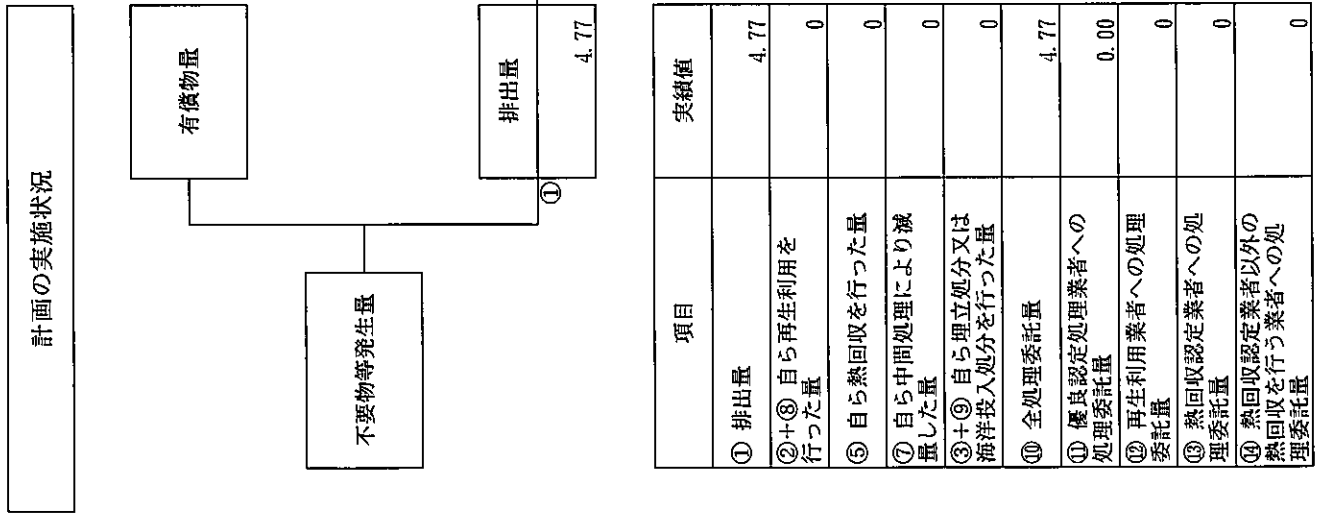 計画の実施状況
有償物量
不要物等発生量
排出量
4.77
①
項目
実績値
① 排出量
4.77
②+⑧ 自ら再生利用を
行った量
0
⑤ 自ら熱回収を行った量
0
⑦ 自ら中間処理により減
量した量
0
③+⑨ 自ら埋立処分又は
海洋投入処分を行った量
0
⑩ 全処理委託量
4.77
⑪ 優良認定処理業者への
処理委託量
0.00
⑫ 再生利用業者への処理
委託量
0
⑬ 熱回収認定業者への処
理委託量
0
⑭ 熱回収認定業者以外の
熱回収を行う業者への処
理委託量
0